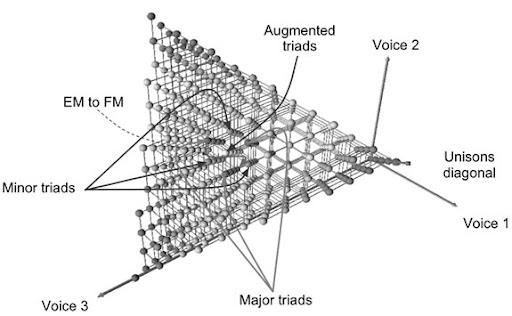 Augmented
triads
Voice 2
EM to FM
Unisons
diagonal
Minor triads
Voice 1
Major triads
Voice 3